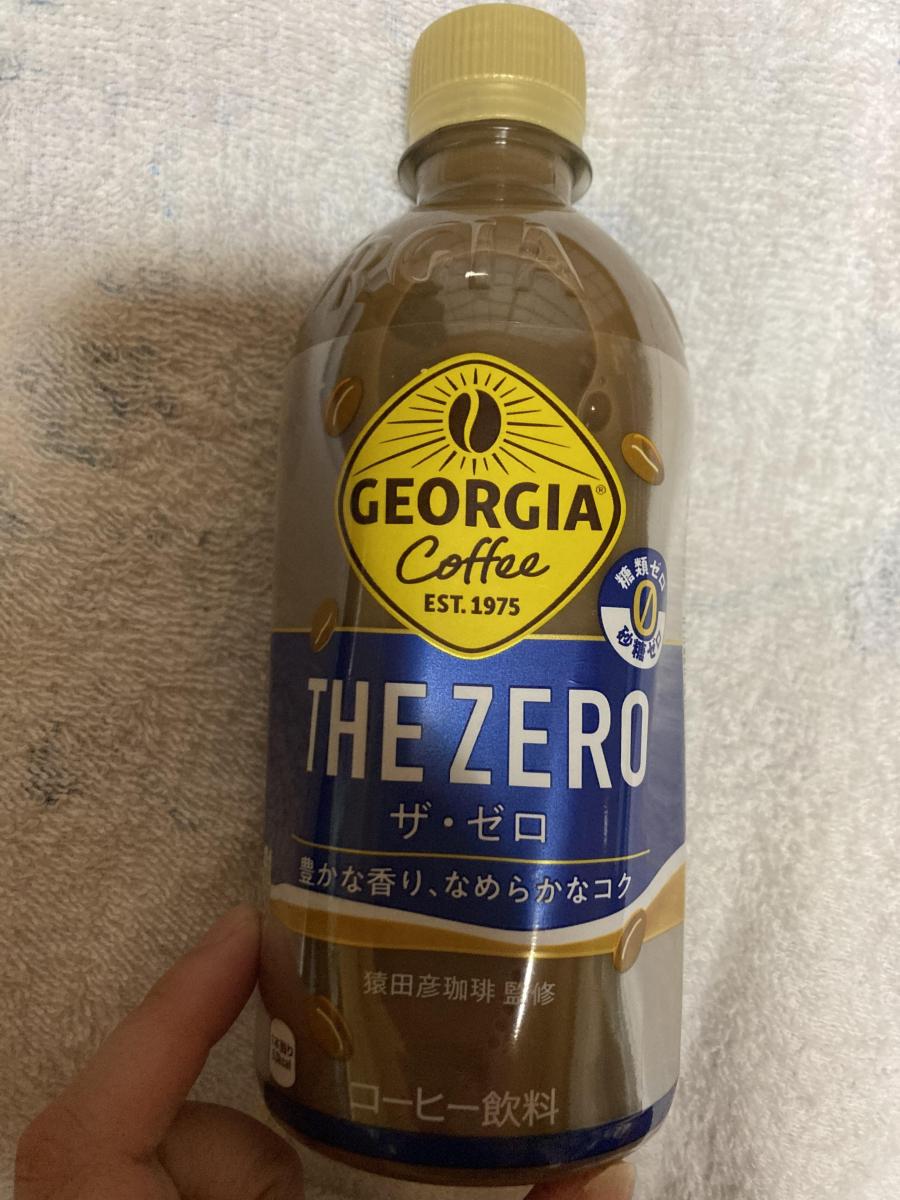 GEORGIA®
Coffee
EST. 1975
糖類ゼロ
0
砂糖ゼロ
THE ZERO
ザ・ゼロ
豊かな香り、なめらかなコク
猿田彦珈琲 監修
コーヒー飲料